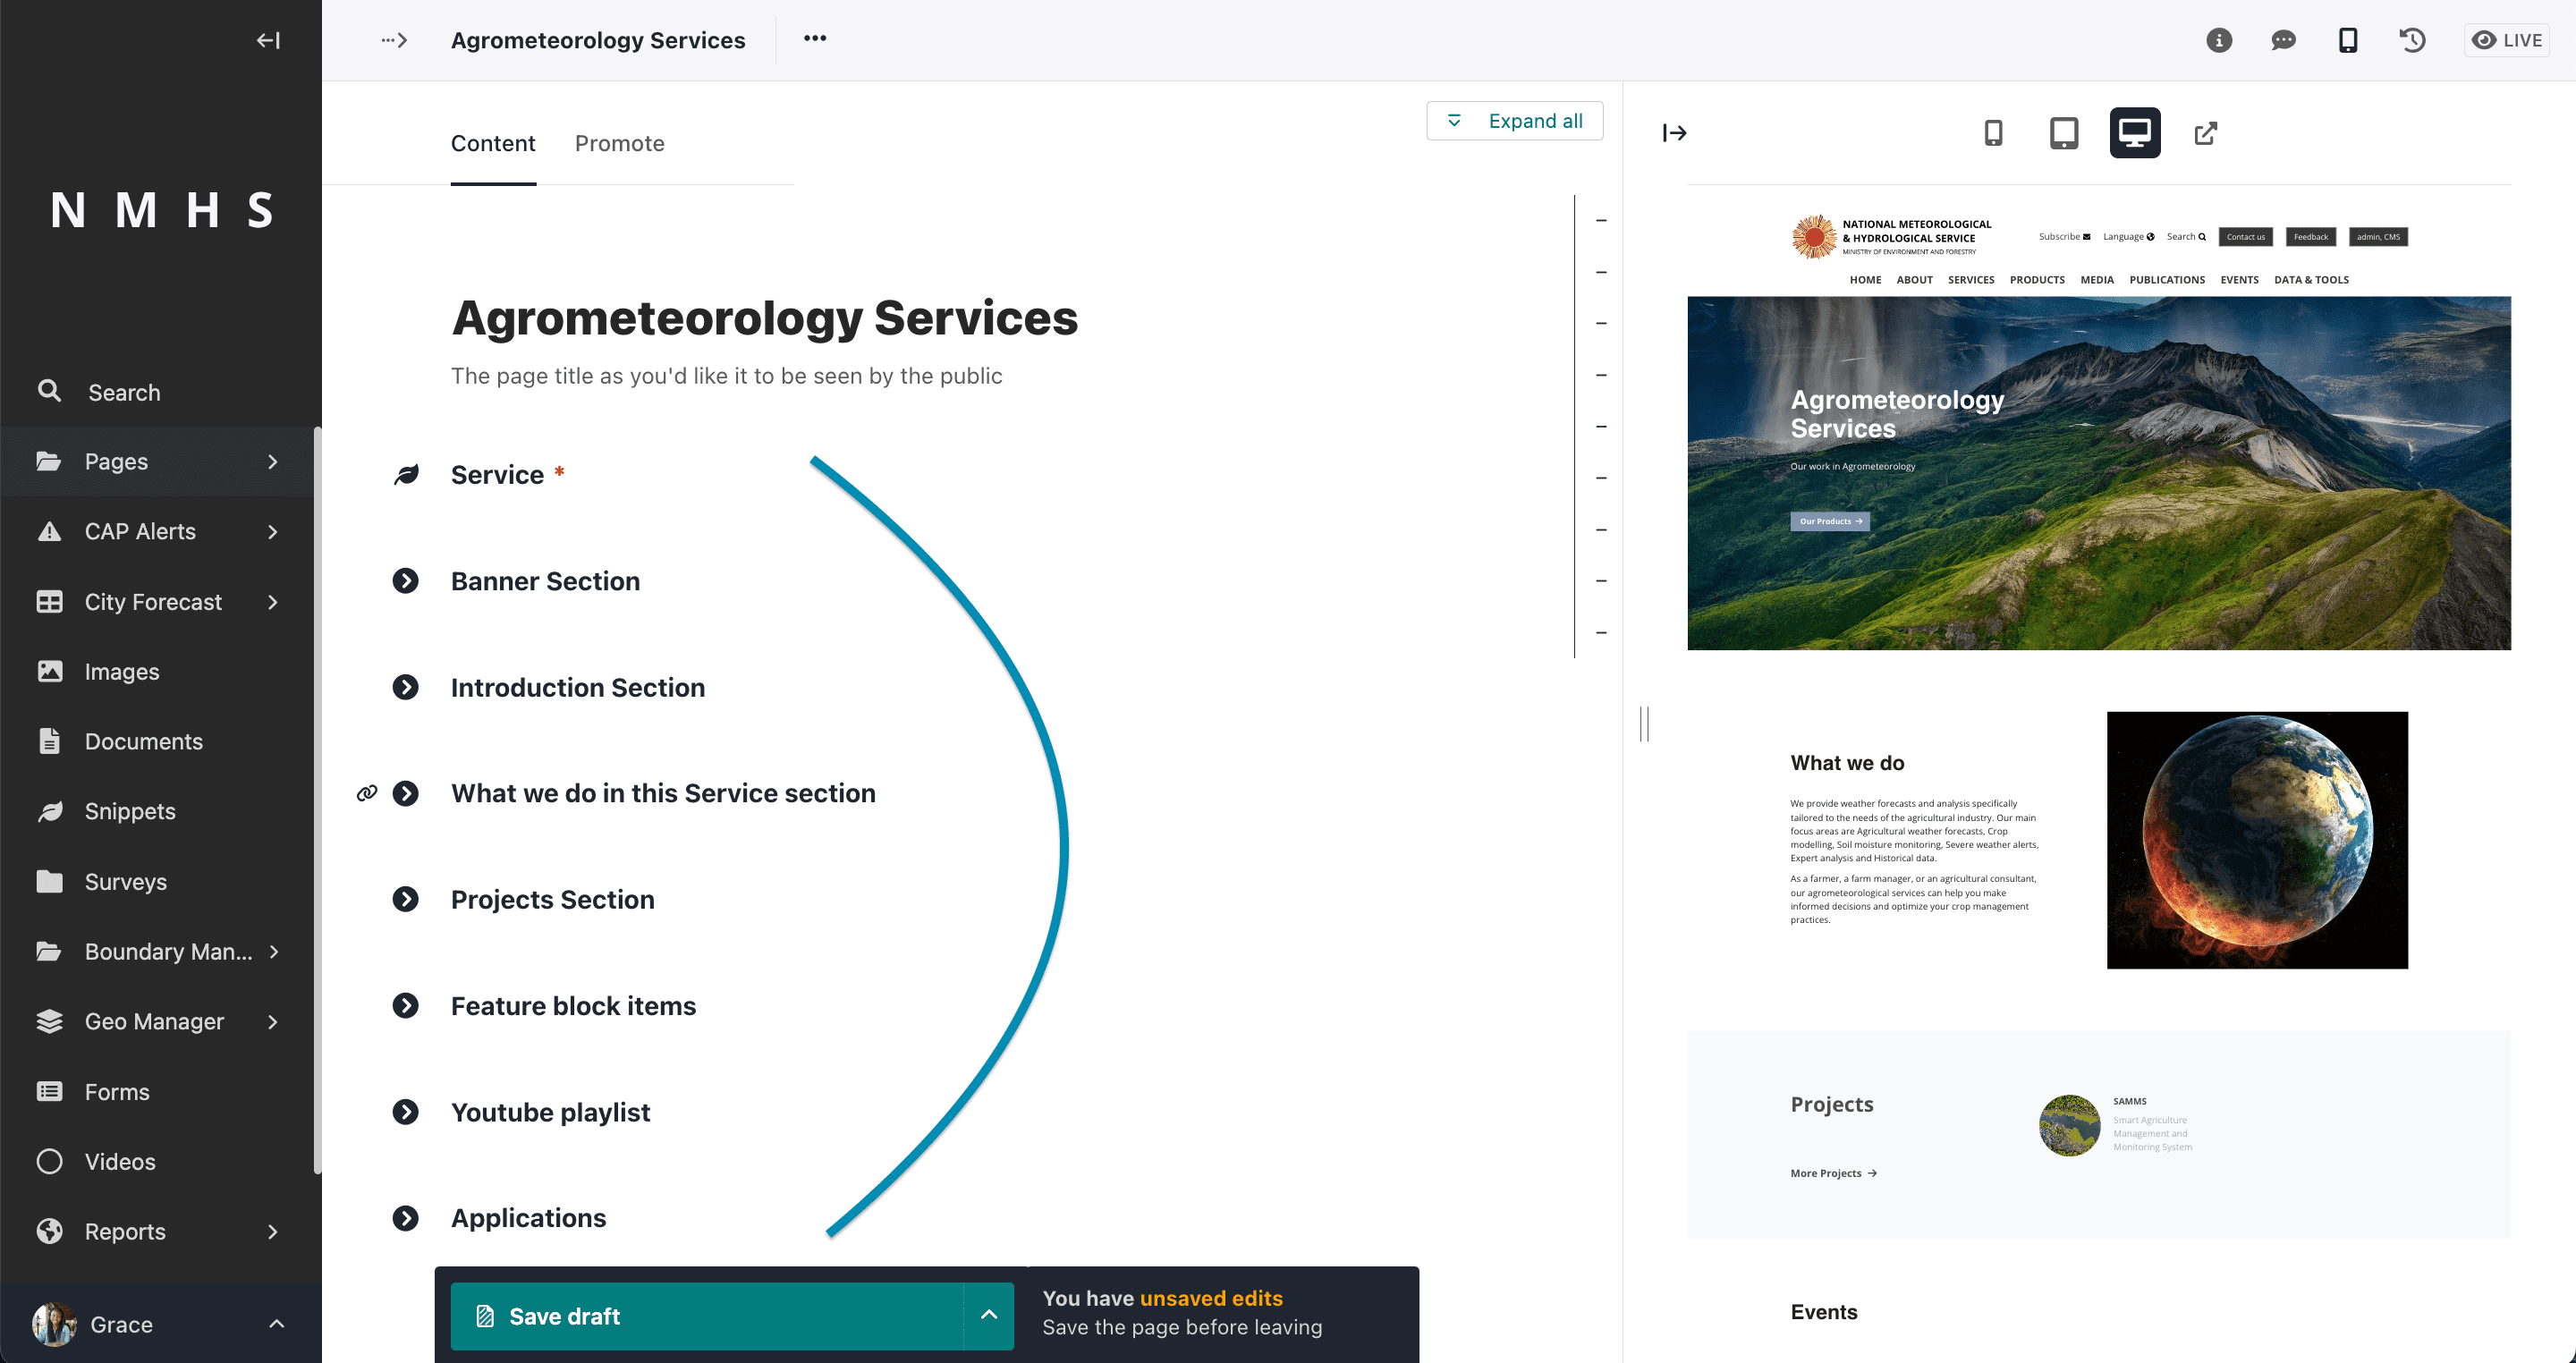 N M H S
Search
Pages
CAP Alerts
City Forecast
Images
Documents
Snippets
Surveys
Boundary Man...
Geo Manager
Forms
Videos
Reports
Grace
Agrometeorology Services
LIVE
Content
Promote
Expand all
Agrometeorology Services
The page title as you'd like it to be seen by the public
Service *
Banner Section
Introduction Section
What we do in this Service section
Projects Section
Feature block items
Youtube playlist
Applications
Save draft
You have unsaved edits
Save the page before leaving
NATIONAL METEOROLOGICAL
& HYDROLOGICAL SERVICE
MINISTRY OF ENVIRONMENT AND FORESTRY
Subscribe
Language
Search
Contact us
Feedback
admin, CMS
HOME ABOUT SERVICES PRODUCTS MEDIA PUBLICATIONS EVENTS DATA & TOOLS
Agrometeorology
Services
Our work in Agrometeorology
Our Products
What we do
We provide weather forecasts and analysis specifically
tailored to the needs of the agricultural industry. Our main
focus areas are Agricultural weather forecasts, Crop
modelling, Soil moisture monitoring, Severe weather alerts,
Expert analysis and Historical data.
As a farmer, a farm manager, or an agricultural consultant,
our agrometeorological services can help you make
informed decisions and optimize your crop management
practices.
Projects
More Projects
SAMMS
Smart Agriculture
Management and
Monitoring System
Events